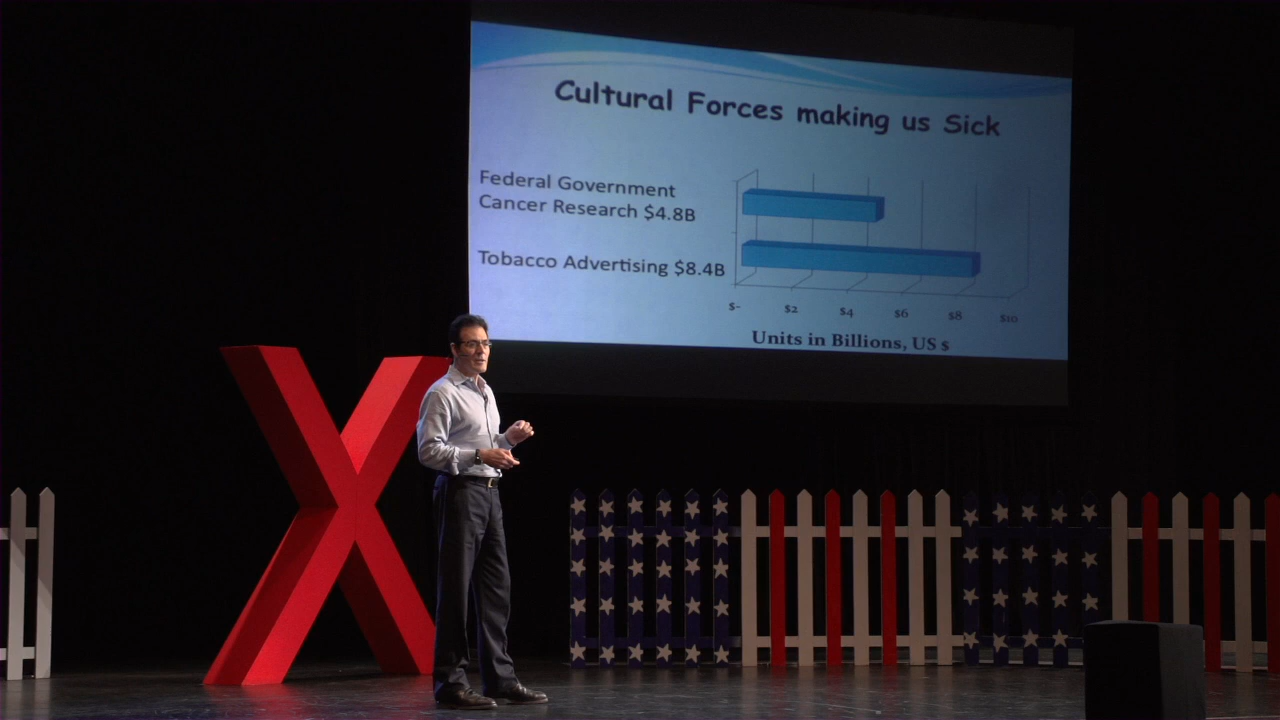 Cultural Forces making us Sick
Federal Government
Cancer Research $4.8B
Tobacco Advertising $8.4B
$- $2 $4 $6 $8 $10
Units in Billions, US $
X